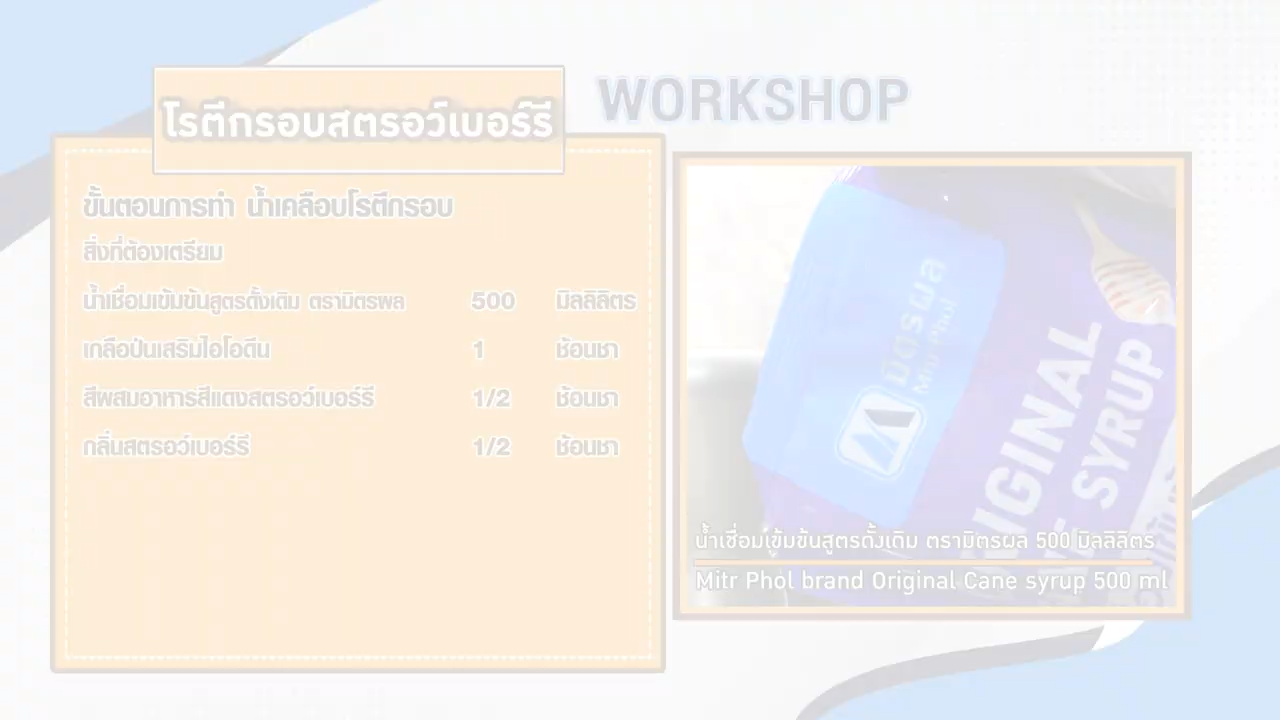 โรตีกรอบสตรอว์เบอร์รี
WORKSHOP
ขั้นตอนการทำ น้ำเคลือบโรตีกรอบ
สิ่งที่ต้องเตรียม
น้ำเชื่อมเข้มข้นสูตรดั้งเดิม ตรามิตรผล 500 มิลลิลิตร
เกลือป่นเสริมไอโอดีน 1 ช้อนชา
สีผสมอาหารสีแดงสตรอว์เบอร์รี 1/2 ช้อนชา
กลิ่นสตรอว์เบอร์รี 1/2 ช้อนชา
มิตรผล
Mitr Phol
ORIGINAL
SYRUP
น้ำเชื่อมเข้มข้นสูตรดั้งเดิม ตรามิตรผล 500 มิลลิลิตร
Mitr Phol brand Original Cane syrup 500 ml